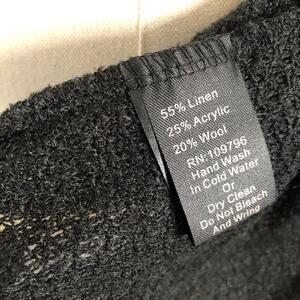 55% Linen
25% Acrylic
20% Wool
RN:109796
Hand Wash
In Cold Water
Or
Dry Clean
Do Not Bleach
And Wring